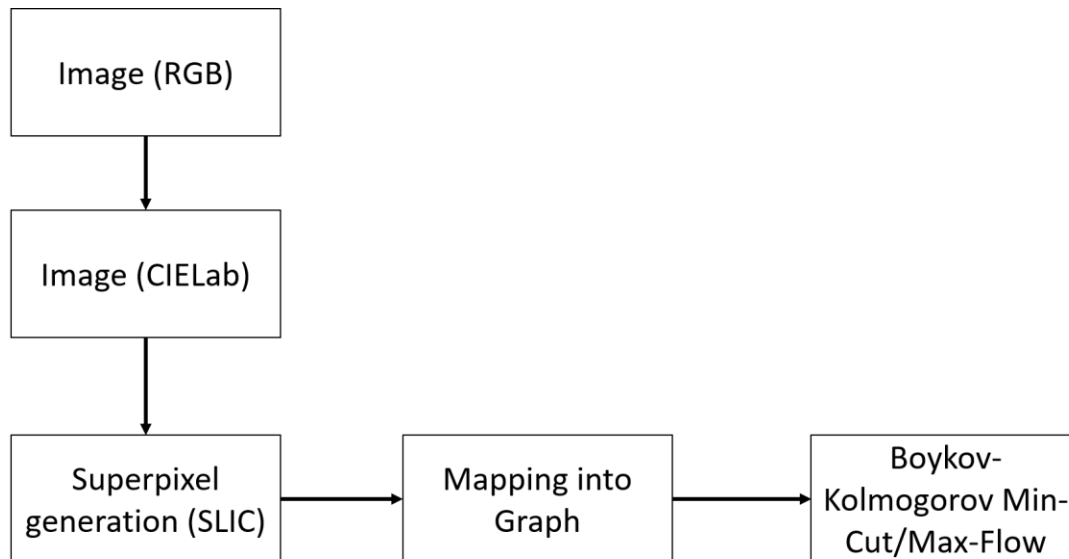 Image (RGB)
Image (CIELab)
Superpixel
generation (SLIC)
Mapping into
Graph
Boykov-
Kolmogorov Min-
Cut/Max-Flow